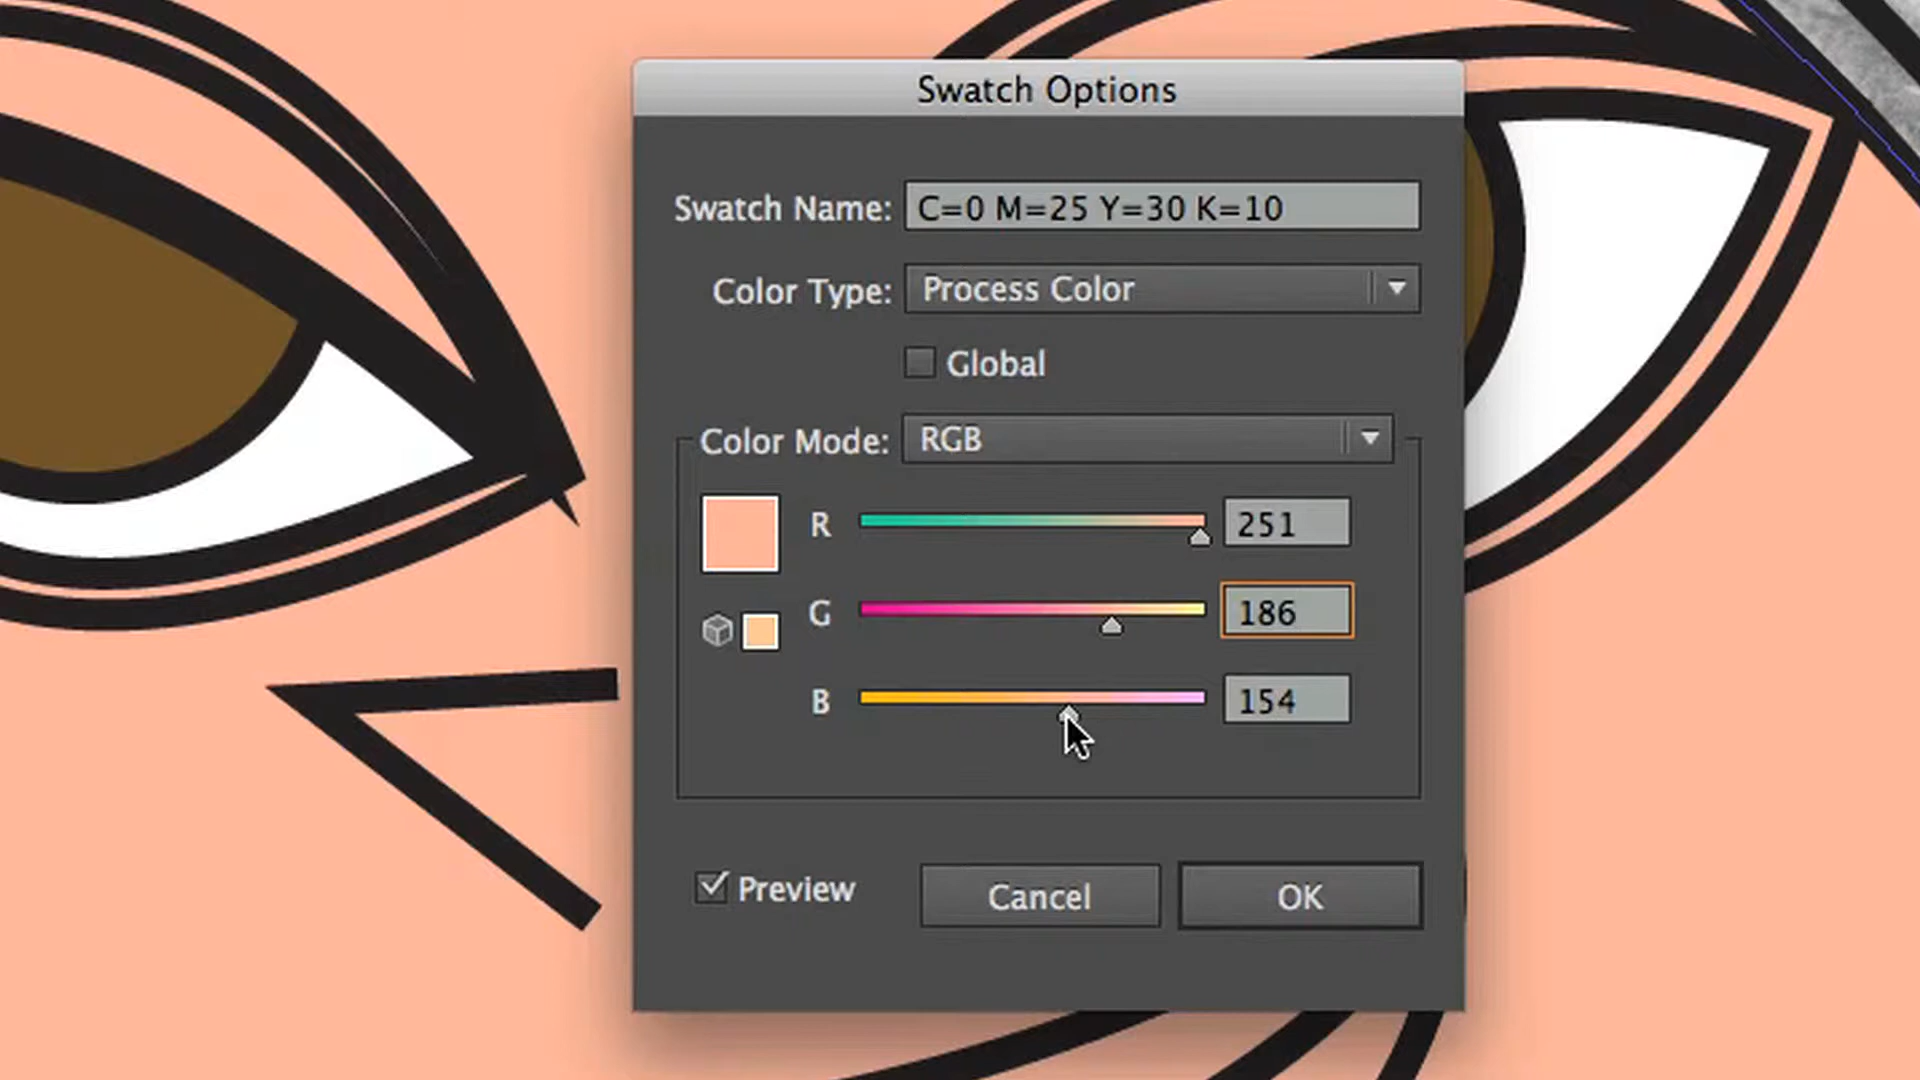 Swatch Options
Swatch Name: C=0 M=25 Y=30 K=10
Color Type: Process Color
Global
Color Mode: RGB
R 251
G 186
B 154
Preview Cancel OK